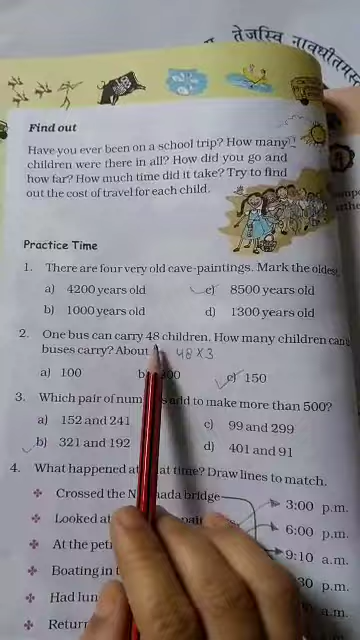 तेजस्वि नावधीतमस्
Find out
Have you ever been on a school trip? How many
children were there in all? How did you go and
how far? How much time did it take? Try to find
out the cost of travel for each child.
Practice Time
1. There are four very old cave-paintings. Mark the oldest.
a) 4200 years old
c) 8500 years old
b) 1000 years old
d) 1300 years old
2. One bus can carry 48 children. How many children can
buses carry? About 48 X 3
a) 100
c) 150
3. Which pair of add to make more than 500?
a) 152 and 241
c) 99 and 299
b) 321 and 192
d) 401 and 91
4. What happened at time? Draw lines to match.
Crossed the bridge
3:00 p.m.
Looked at
6:00 p.m.
At the
9:10 a.m.
Boating in
30 p.m.
Had lun
a.m.